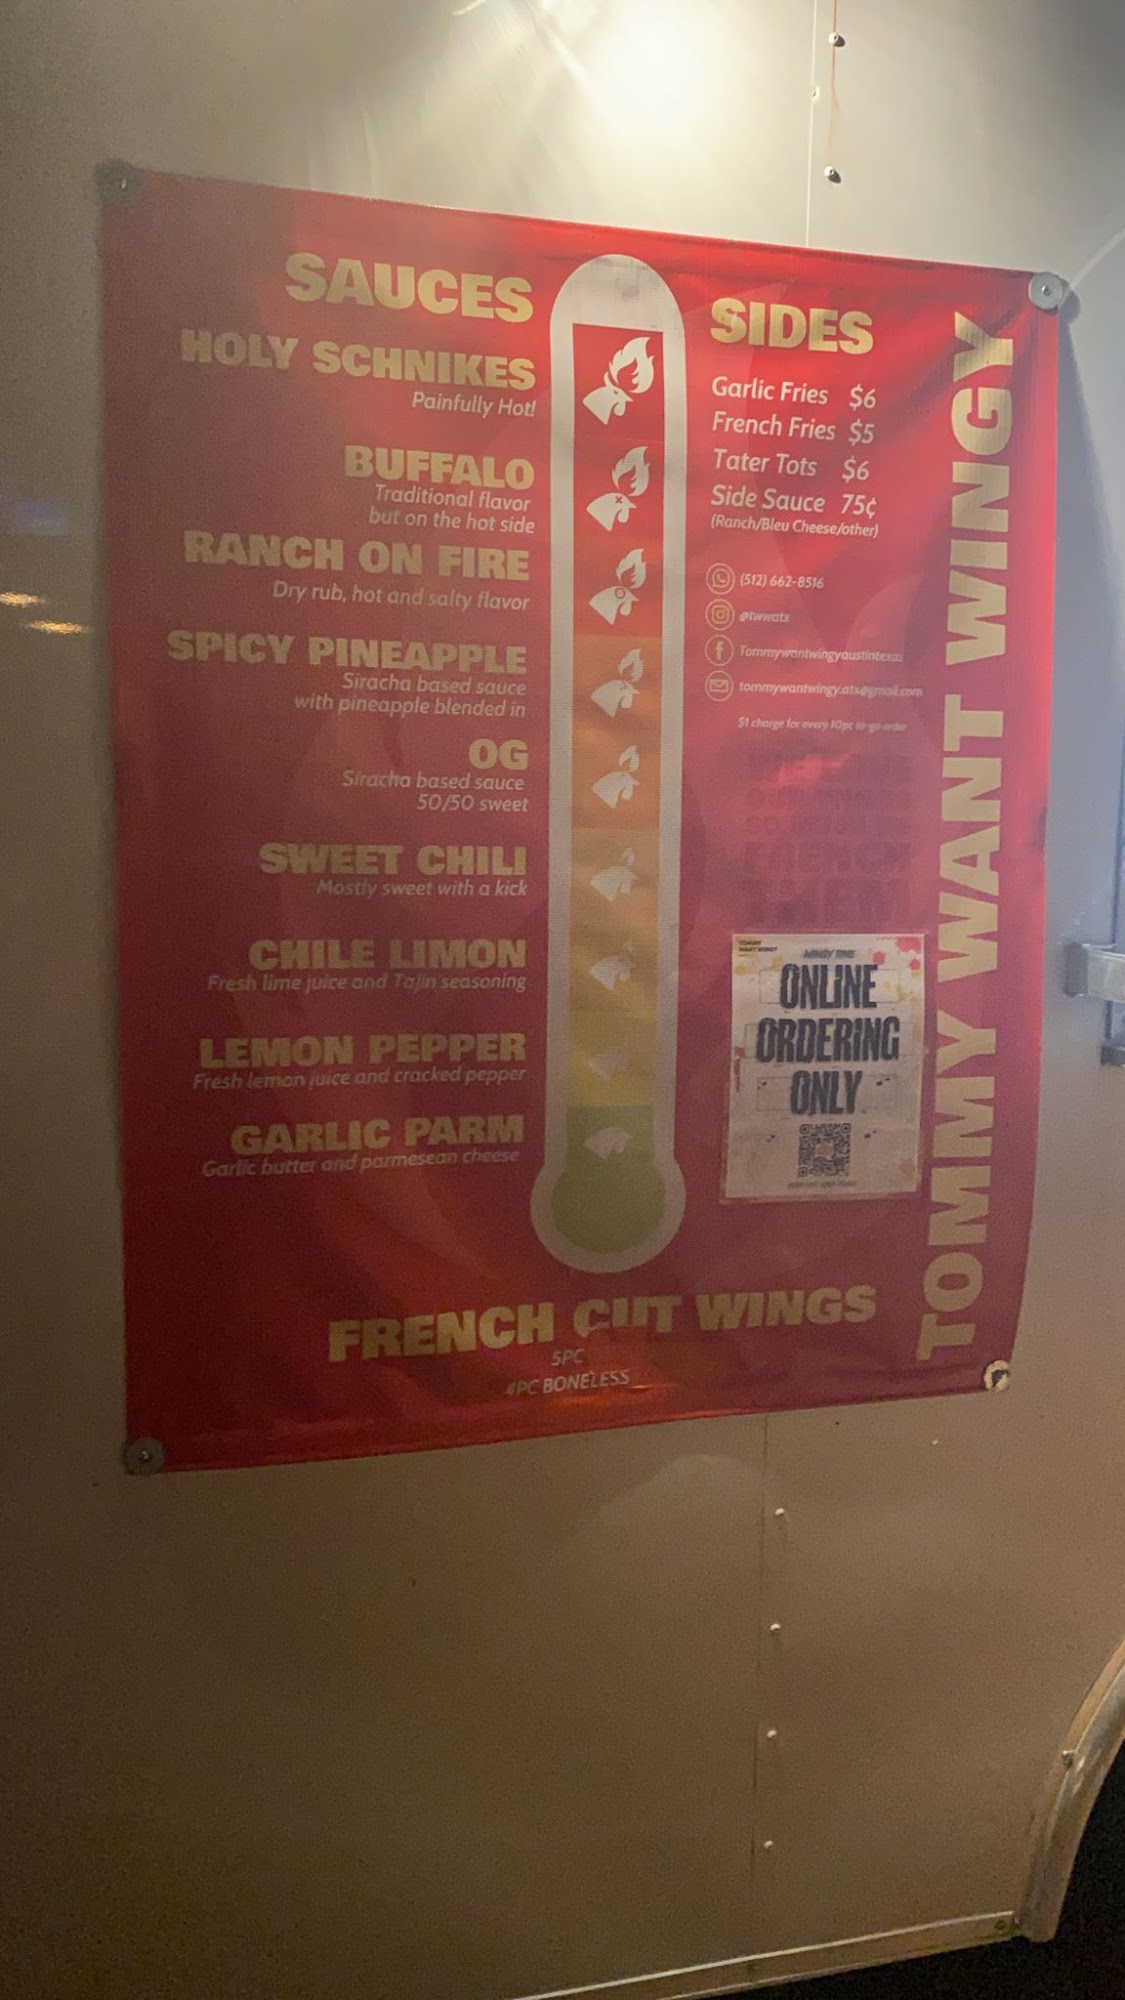 SAUCES
HOLY SCHNIKES
Painfully Hot!
BUFFALO
Traditional flavor
but on the hot side
RANCH ON FIRE
Dry rub, hot and salty flavor
SPICY PINEAPPLE
Siracha based sauce
with pineapple blended in
OG
Siracha based sauce
50/50 sweet
SWEET CHILI
Mostly sweet with a kick
CHILE LIMON
Fresh lime juice and Tajin seasoning
LEMON PEPPER
Fresh lemon juice and cracked pepper
GARLIC PARM
Garlic butter and parmesean cheese
SIDES
Garlic Fries $6
French Fries $5
Tater Tots $6
Side Sauce 75¢
(Ranch/Bleu Cheese/other)
(512) 662-8516
@twwatx
Tommywantwingyaustintexas
tommywantwingy.atx@gmail.com
$1 charge for every 10pc to-go order
TOMMY
WANT WINGY
ONLINE
ORDERING
ONLY
TOMMY WANT WINGY
FRENCH CUT WINGS
5PC
4PC BONELESS